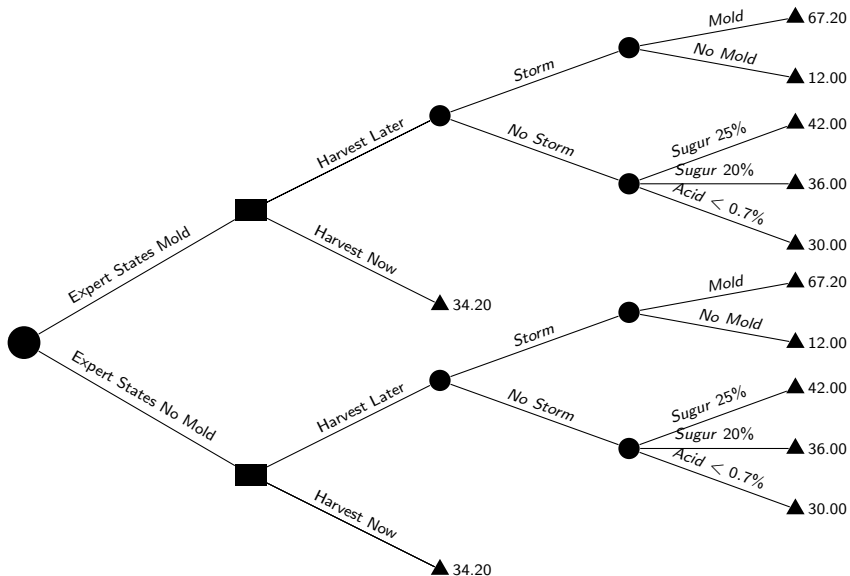 Mold
67.20
Storm
No Mold
12.00
Harvest Later
No Storm
Sugur 25%
42.00
Sugur 20%
36.00
Acid < 0.7%
30.00
Expert States Mold
Harvest Now
34.20
Mold
67.20
Storm
No Mold
12.00
Expert States No Mold
Harvest Later
No Storm
Sugur 25%
42.00
Sugur 20%
36.00
Acid < 0.7%
30.00
Harvest Now
34.20